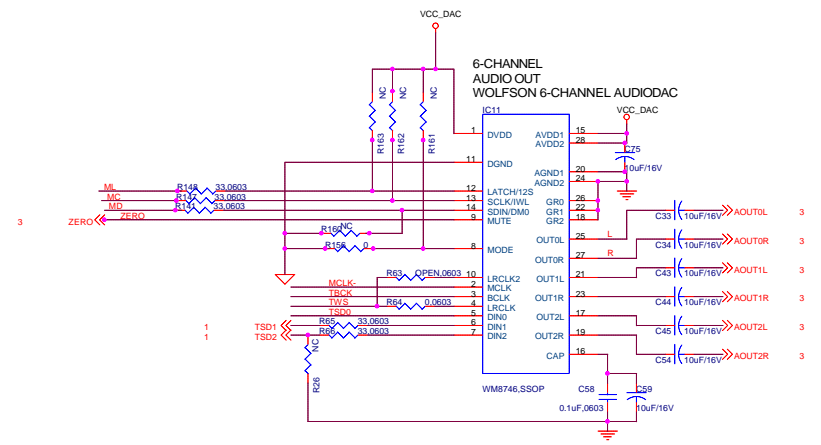 VCC_DAC
6-CHANNEL
AUDIO OUT
WOLFSON 6-CHANNEL AUDIODAC
IC11
VCC_DAC
NC
NC
NC
R163
R162
R161
1 DVDD
11 DGND
12 LATCH/12S
13 SCLK/IWL
14 SDIN/DM0
9 MUTE
8 MODE
10 LRCLK2
2 MCLK
3 BCLK
4 LRCLK
5 DIN0
6 DIN1
7 DIN2
AVDD1 15
AVDD2 28
AGND1 20
AGND2 24
GR0 26
GR1 22
GR2 18
OUT0L 25
OUT0R 27
OUT1L 21
OUT1R 23
OUT2L 17
OUT2R 19
CAP 16
WM8746,SSOP
C75
10uF/16V
ML R148 33,0603
MC R147 33,0603
MD 33,0603
3 ZERO ZERO
R160 NC
R156 0
R63 OPEN,0603
MCLK-
TBCK
TWS R64 0,0603
TSD0
1 TSD1 R65 33,0603
1 TSD2 R66 33,0603
NC
R26
L C33 10uF/16V AOUT0L 3
R C34 10uF/16V AOUT0R 3
C43 10uF/16V AOUT1L 3
C44 10uF/16V AOUT1R 3
C45 10uF/16V AOUT2L 3
C54 10uF/16V AOUT2R 3
C58
0.1uF,0603
C59
10uF/16V